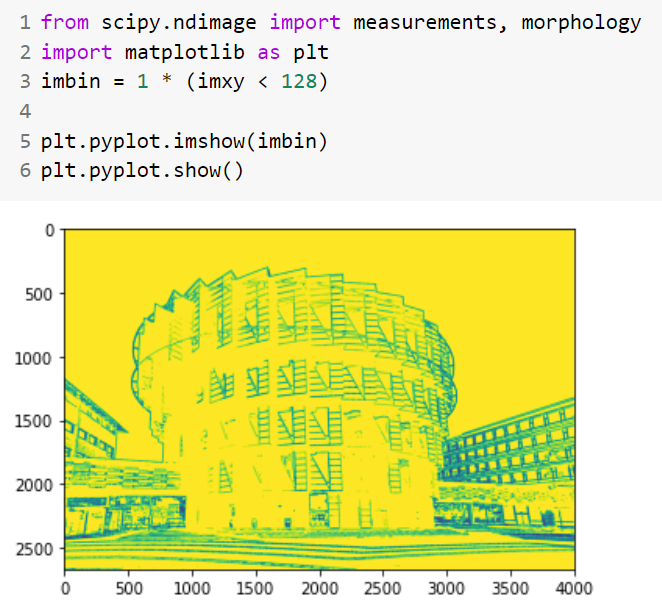 1 from scipy.ndimage import measurements, morphology
2 import matplotlib as plt
3 imbin = 1 * (imxy < 128)
4
5 plt.pyplot.imshow(imbin)
6 plt.pyplot.show()
0
500
1000
1500
2000
2500
0 500 1000 1500 2000 2500 3000 3500 4000